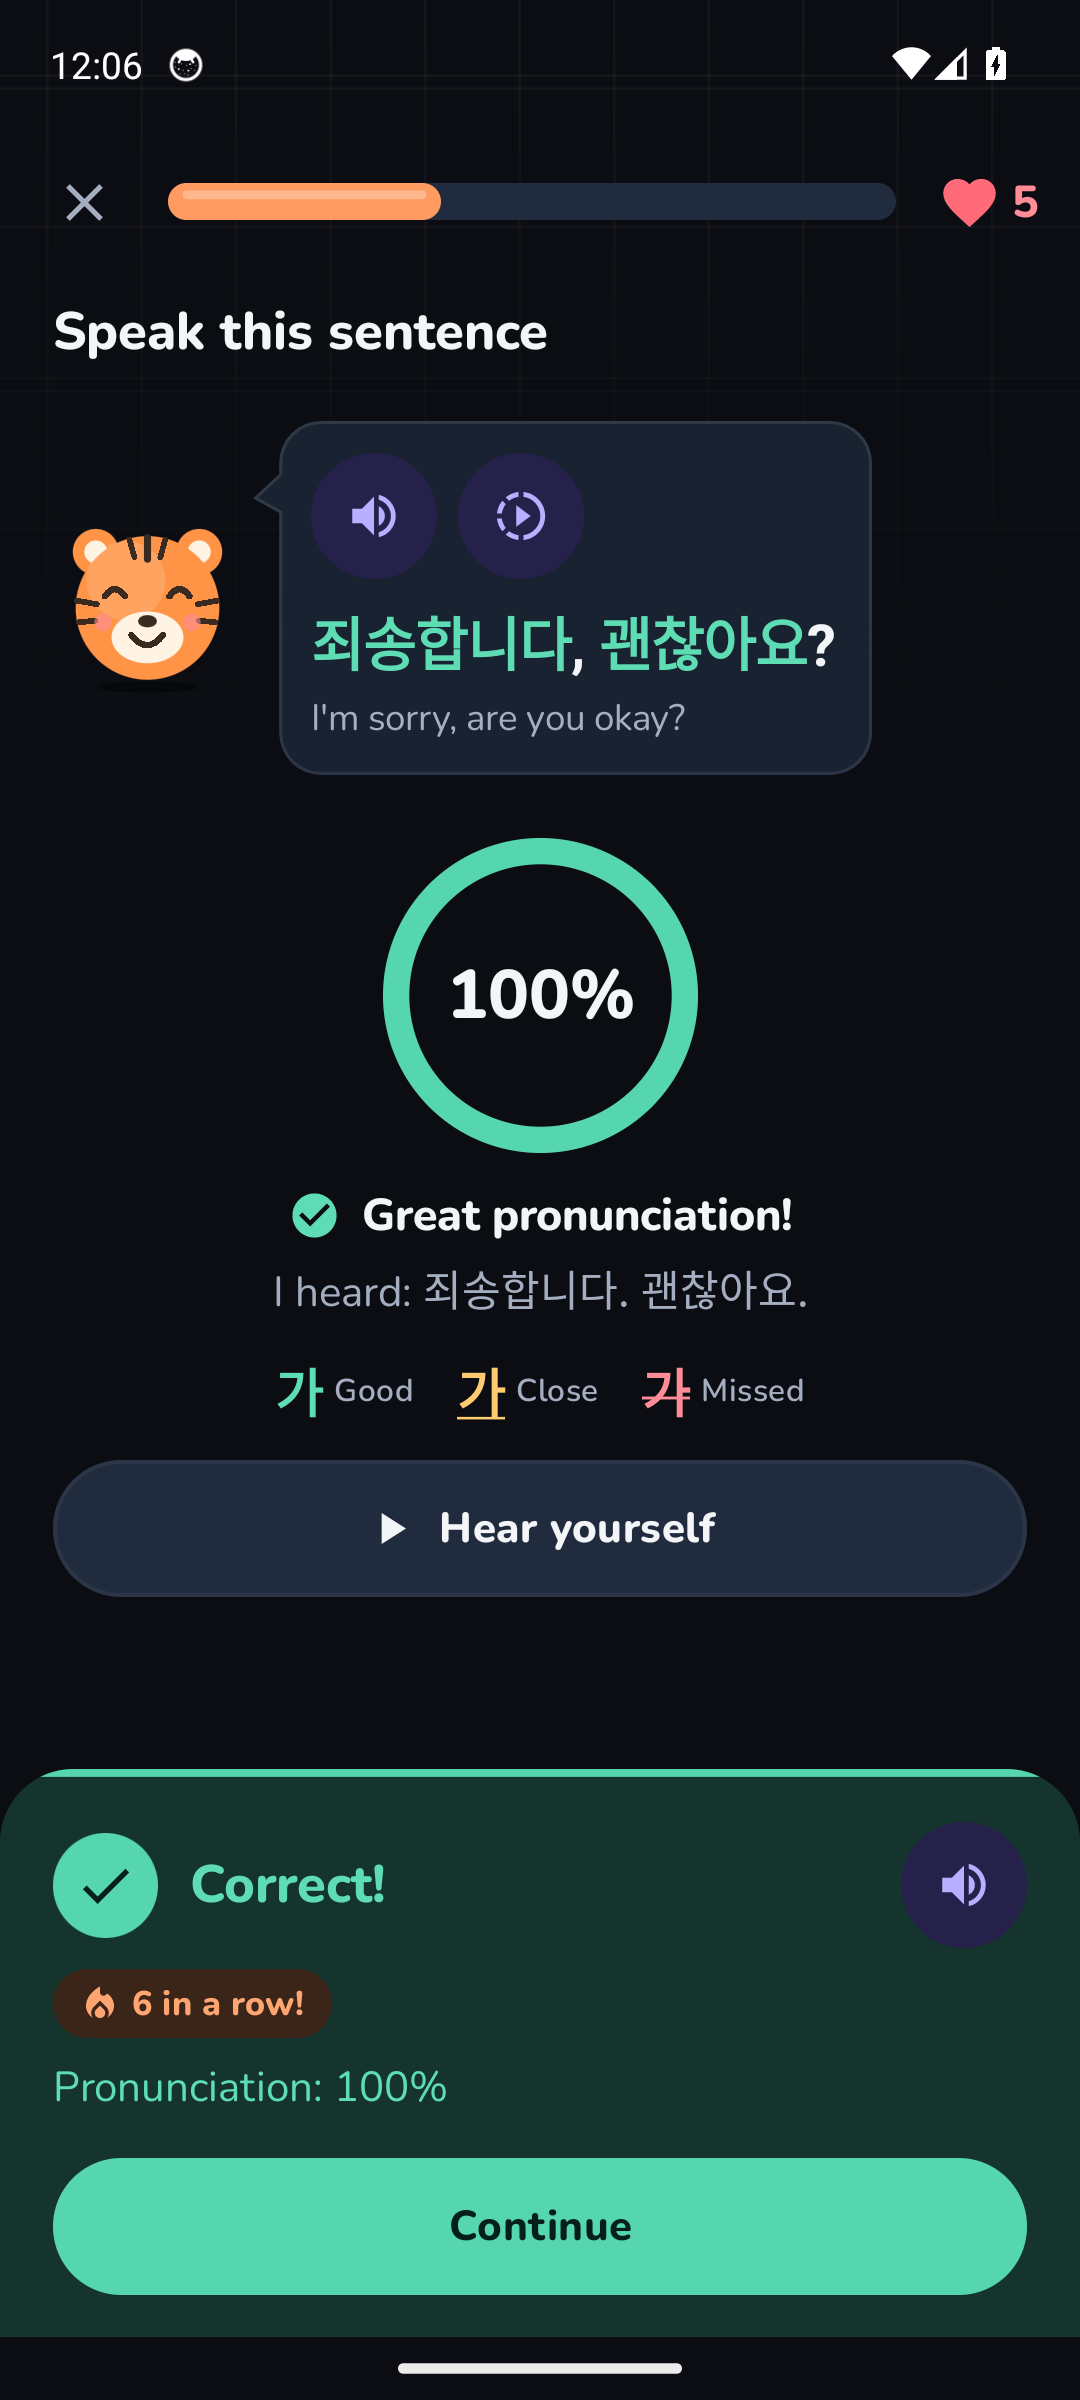 12:06
5
Speak this sentence
죄송합니다, 괜찮아요?
I'm sorry, are you okay?
100%
Great pronunciation!
I heard: 죄송합니다. 괜찮아요.
가 Good 가 Close 가 Missed
Hear yourself
Correct!
6 in a row!
Pronunciation: 100%
Continue